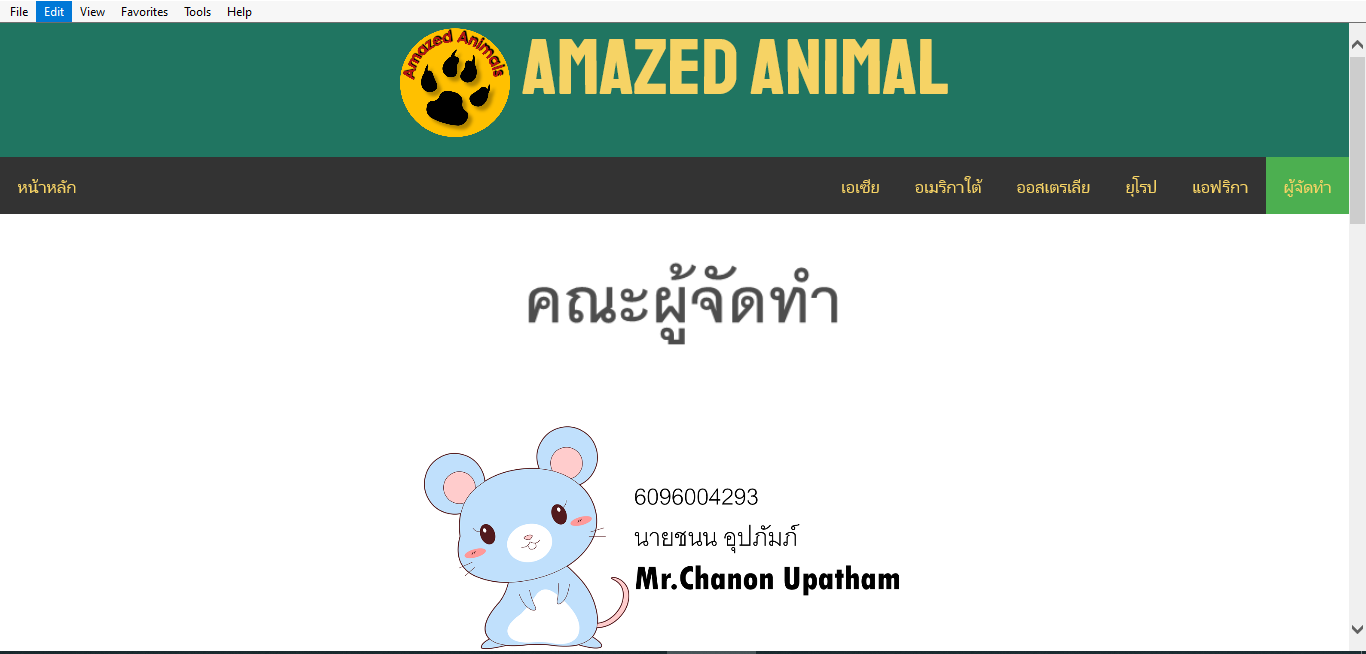 File Edit View Favorites Tools Help
Amazed Animals
AMAZED ANIMAL
หน้าหลัก เอเซีย อเมริกาใต้ ออสเตรเลีย ยุโรป แอฟริกา ผู้จัดทำ
คณะผู้จัดทำ
6096004293
นายชนน อุปภัมภ์
Mr.Chanon Upatham